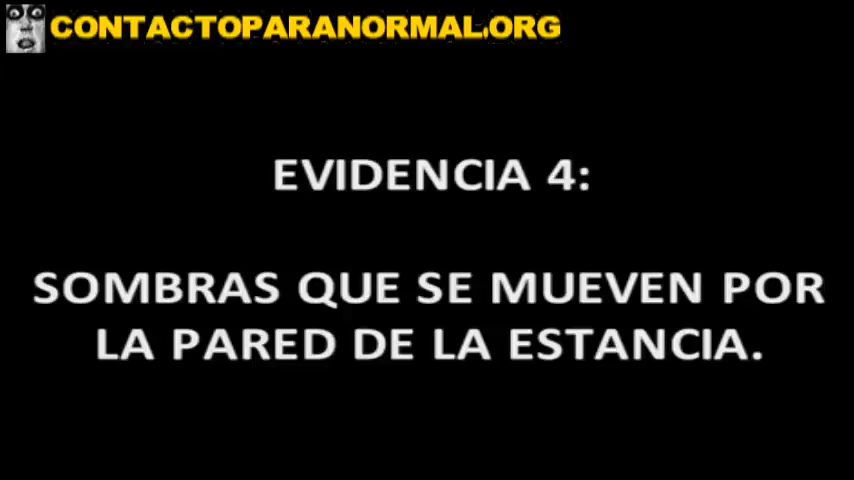 CONTACTOPARANORMAL.ORG
EVIDENCIA 4:
SOMBRAS QUE SE MUEVEN POR
LA PARED DE LA ESTANCIA.